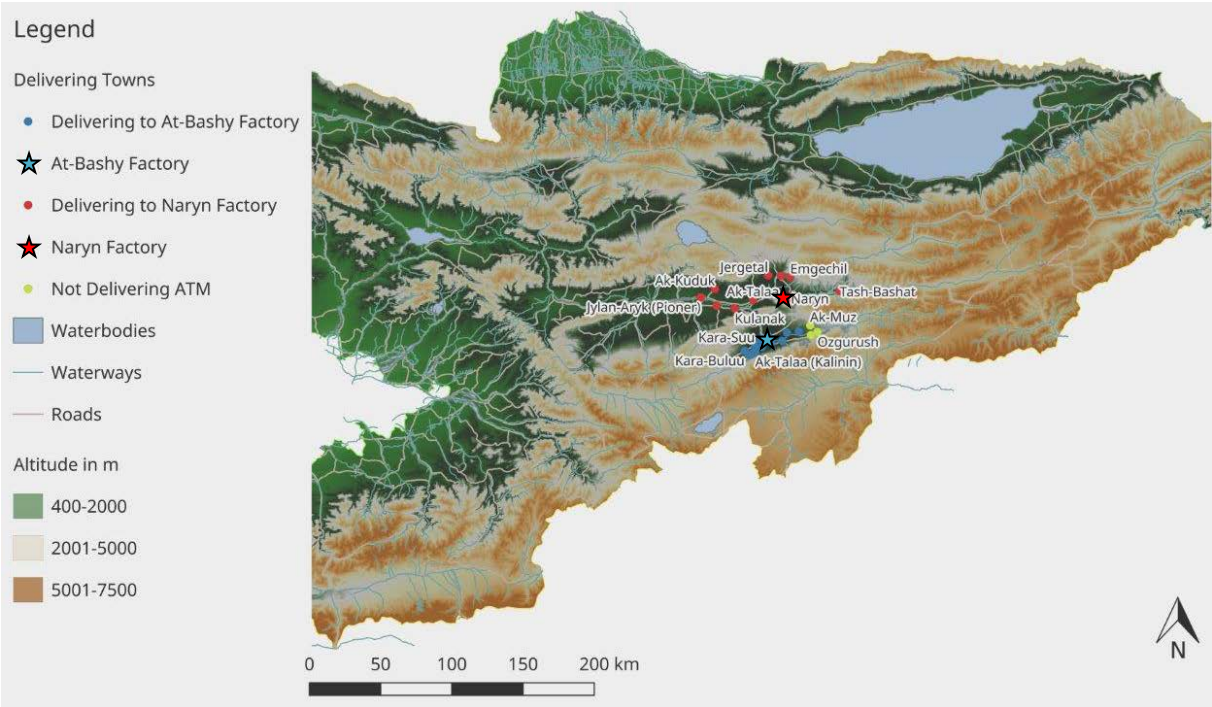 Legend
Delivering Towns
Delivering to At-Bashy Factory
At-Bashy Factory
Delivering to Naryn Factory
Naryn Factory
Not Delivering ATM
Waterbodies
Waterways
Roads
Altitude in m
400-2000
2001-5000
5001-7500
Jergetal
Emgechil
Ak-Kuduk
Ak-Talaa
Naryn
Tash-Bashat
Jylan-Aryk (Pioner)
Kulanak
Ak-Muz
Kara-Suu
Ozgurush
Kara-Buluu
Ak-Talaa (Kalinin)
0 50 100 150 200 km
N